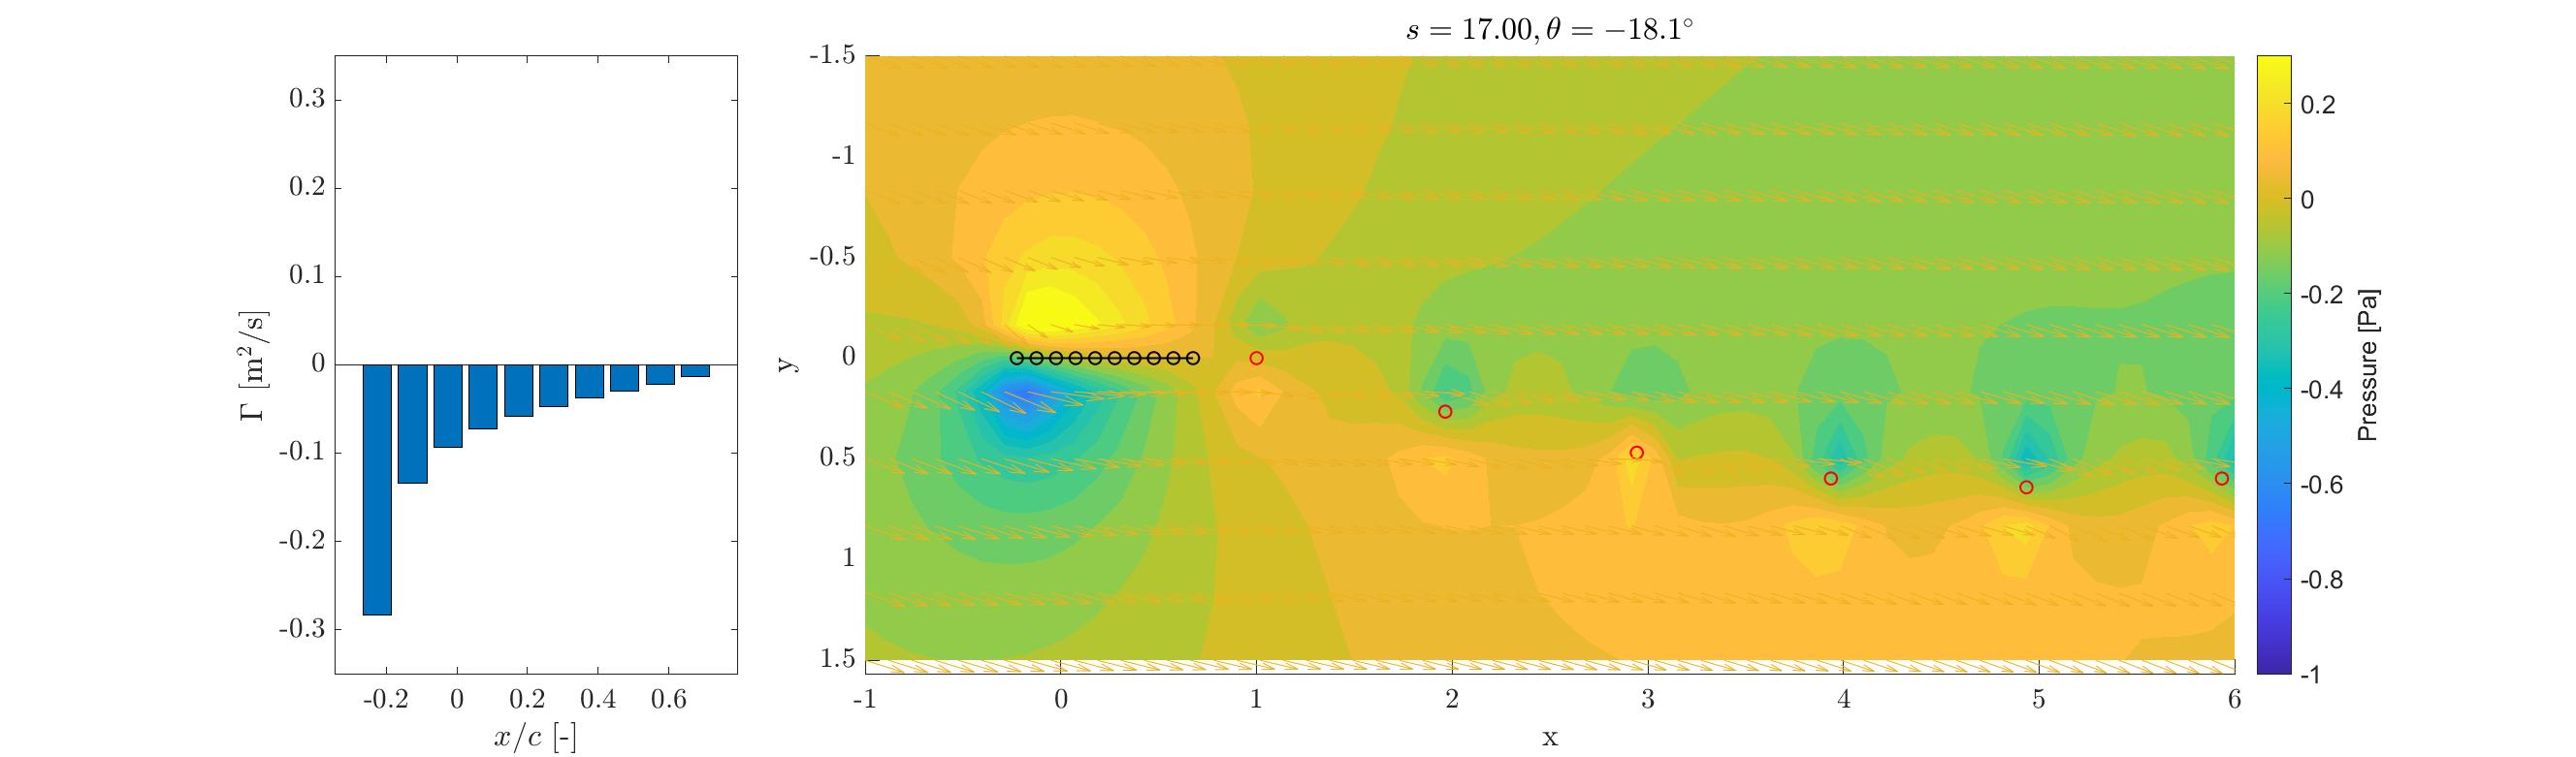 s = 17.00, θ = −18.1°
0.3
0.2
0.1
0
-0.1
-0.2
-0.3
Γ [m²/s]
-0.2 0 0.2 0.4 0.6
x/c [-]
-1.5
-1
-0.5
0
0.5
1
1.5
y
-1 0 1 2 3 4 5 6
x
0.2
0
-0.2
-0.4
-0.6
-0.8
-1
Pressure [Pa]